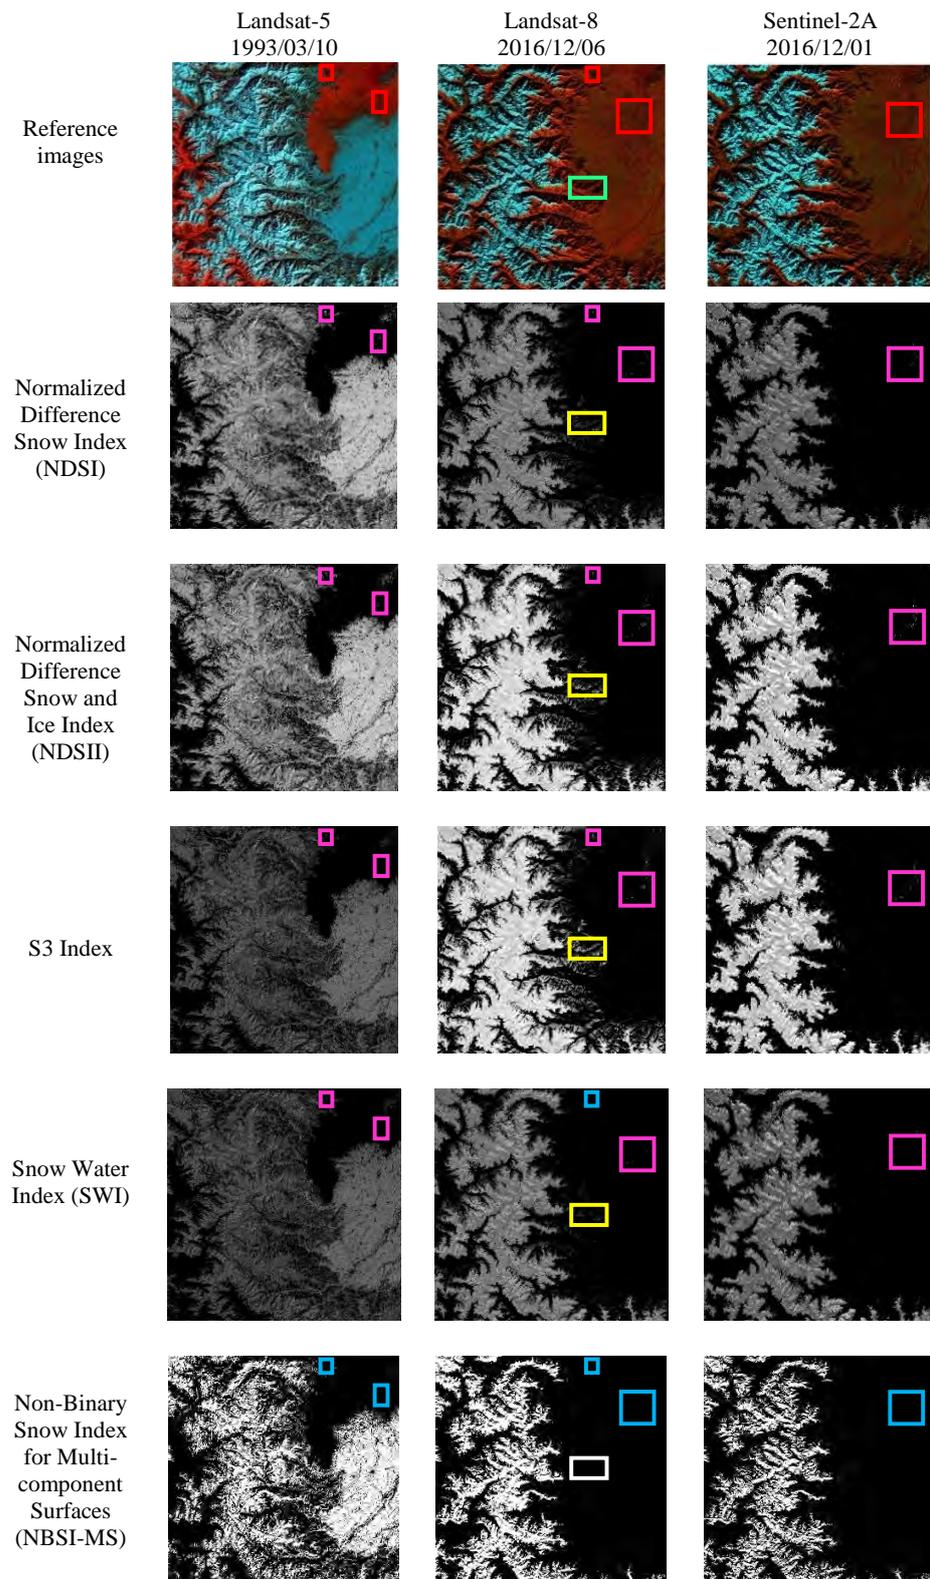 Landsat-5
1993/03/10
Landsat-8
2016/12/06
Sentinel-2A
2016/12/01
Reference
images
Normalized
Difference
Snow Index
(NDSI)
Normalized
Difference
Snow and
Ice Index
(NDSII)
S3 Index
Snow Water
Index (SWI)
Non-Binary
Snow Index
for Multi-
component
Surfaces
(NBSI-MS)